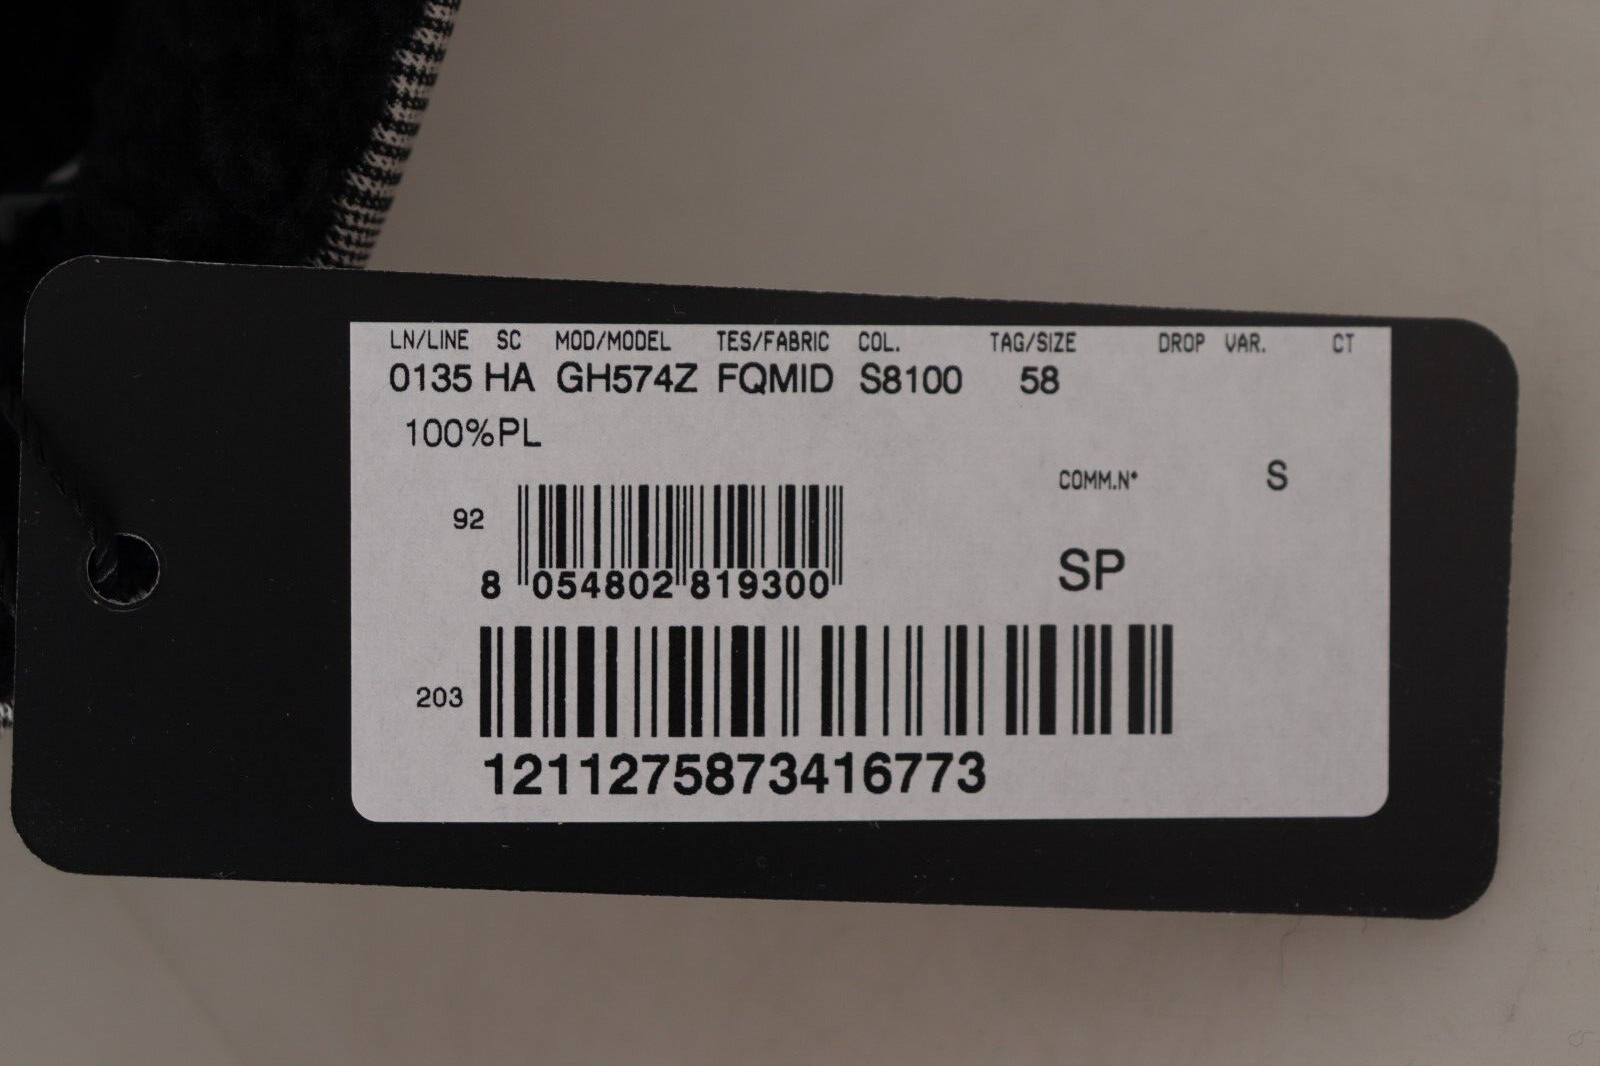 LN/LINE SC MOD/MODEL TES/FABRIC COL. TAG/SIZE DROP VAR. CT
0135 HA GH574Z FQMID S8100 58
100%PL
COMM.N° S
92
8 054802 819300
SP
203
1211275873416773